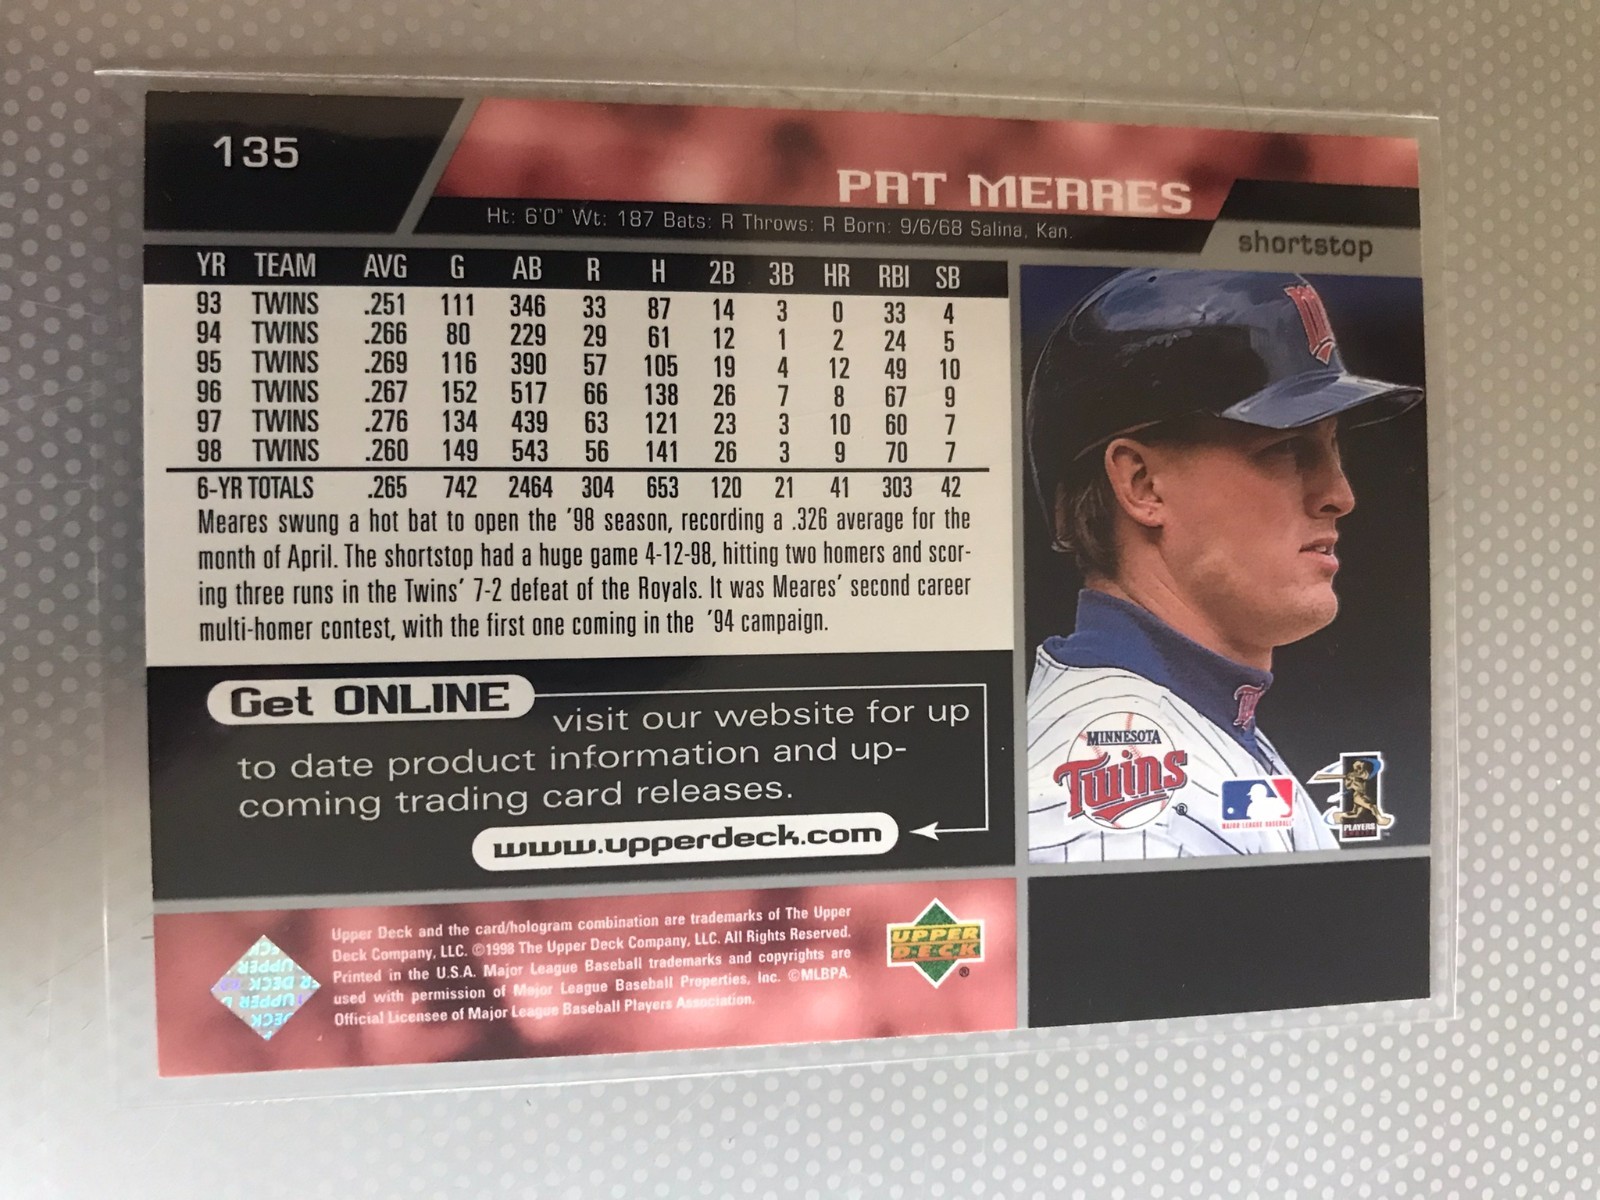 135
PAT MEARES
Ht: 6'0" Wt: 187 Bats: R Throws: R Born: 9/6/68 Salina, Kan.
shortstop
YR TEAM AVG G AB R H 2B 3B HR RBI SB
93 TWINS .251 111 346 33 87 14 3 0 33 4
94 TWINS .266 80 229 29 61 12 1 2 24 5
95 TWINS .269 116 390 57 105 19 4 12 49 10
96 TWINS .267 152 517 66 138 26 7 8 67 9
97 TWINS .276 134 439 63 121 23 3 10 60 7
98 TWINS .260 149 543 56 141 26 3 9 70 7
6-YR TOTALS .265 742 2464 304 653 120 21 41 303 42
Meares swung a hot bat to open the '98 season, recording a .326 average for the
month of April. The shortstop had a huge game 4-12-98, hitting two homers and scor-
ing three runs in the Twins' 7-2 defeat of the Royals. It was Meares' second career
multi-homer contest, with the first one coming in the '94 campaign.
Get ONLINE
visit our website for up
to date product information and up-
coming trading card releases.
www.upperdeck.com
MINNESOTA
Twins ®
MAJOR LEAGUE BASEBALL
PLAYERS
Upper Deck and the card/hologram combination are trademarks of The Upper
Deck Company, LLC. ©1998 The Upper Deck Company, LLC. All Rights Reserved.
Printed in the U.S.A. Major League Baseball trademarks and copyrights are
used with permission of Major League Baseball Properties, Inc. ©MLBPA.
Official Licensee of Major League Baseball Players Association.
UPPER
DECK ®